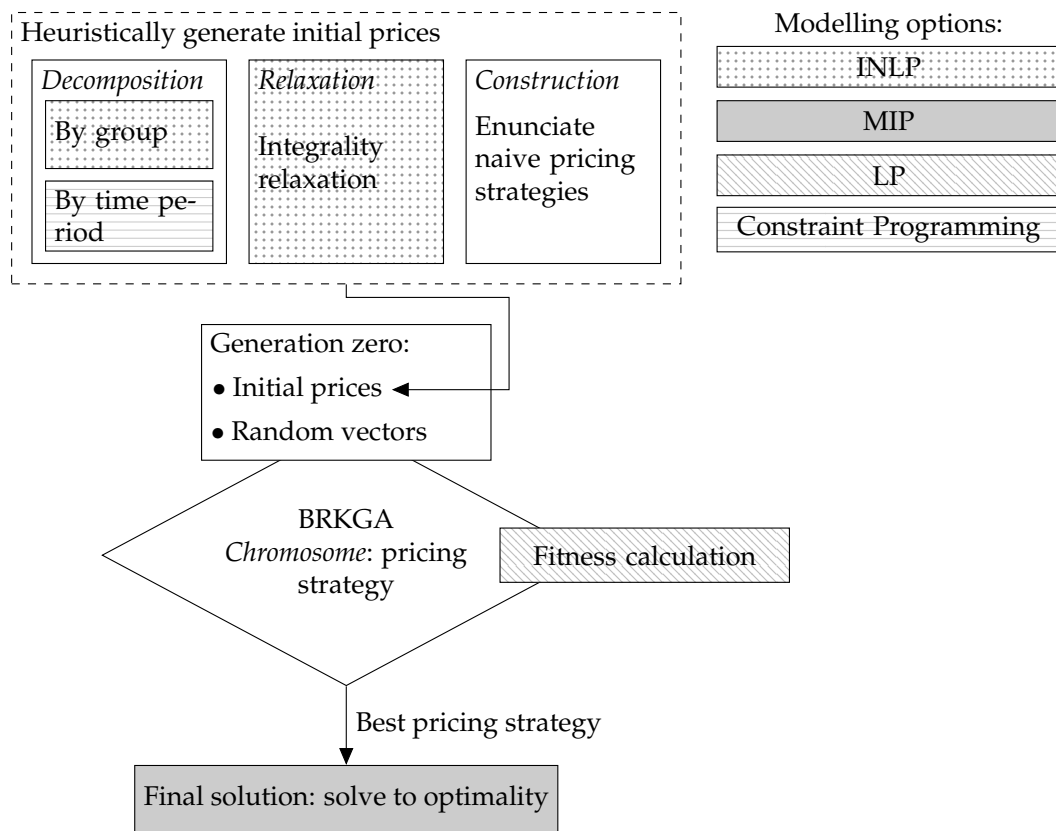 Heuristically generate initial prices
Decomposition
By group
By time pe-
riod
Relaxation
Integrality
relaxation
Construction
Enunciate
naive pricing
strategies
Modelling options:
INLP
MIP
LP
Constraint Programming
Generation zero:
• Initial prices
• Random vectors
BRKGA
Chromosome: pricing
strategy
Fitness calculation
Best pricing strategy
Final solution: solve to optimality